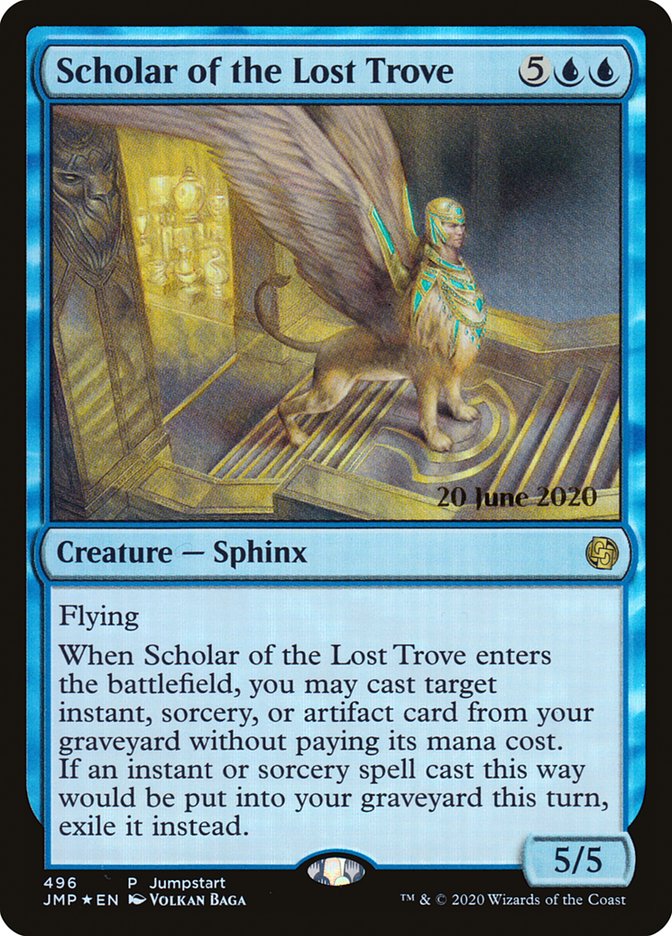 Scholar of the Lost Trove 5
20 June 2020
Creature — Sphinx
Flying
When Scholar of the Lost Trove enters
the battlefield, you may cast target
instant, sorcery, or artifact card from your
graveyard without paying its mana cost.
If an instant or sorcery spell cast this way
would be put into your graveyard this turn,
exile it instead.
5/5
496 P Jumpstart
JMP ★ EN VOLKAN BAGA
™ & © 2020 Wizards of the Coast